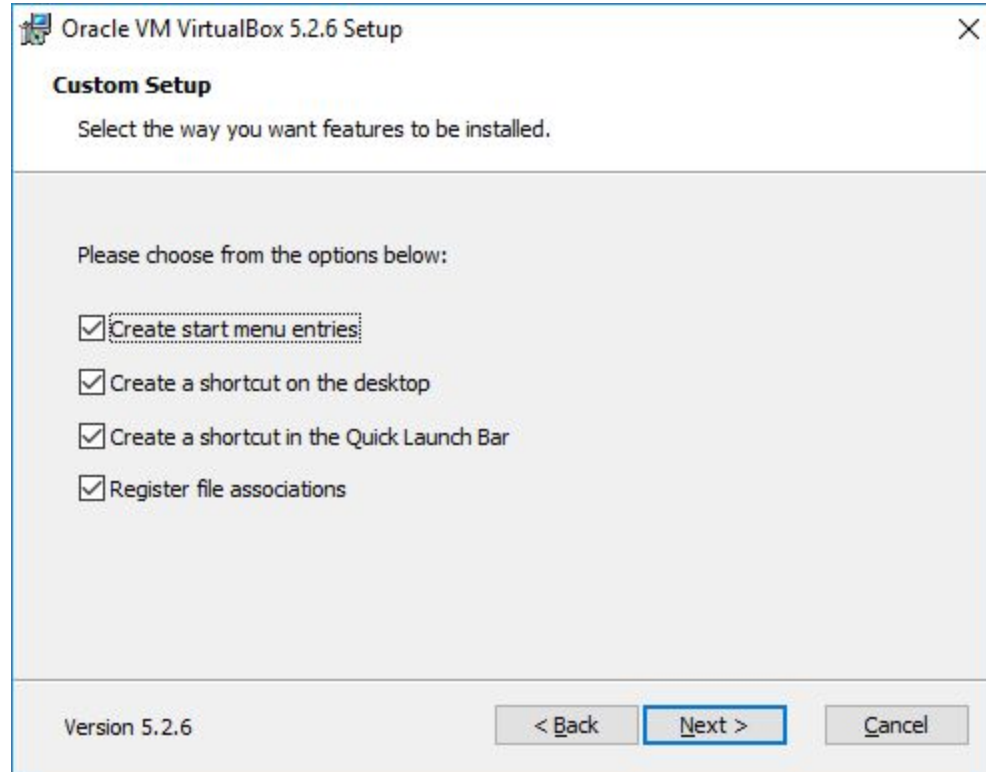 Oracle VM VirtualBox 5.2.6 Setup
Custom Setup
Select the way you want features to be installed.
Please choose from the options below:
Create start menu entries
Create a shortcut on the desktop
Create a shortcut in the Quick Launch Bar
Register file associations
Version 5.2.6
< Back
Next >
Cancel